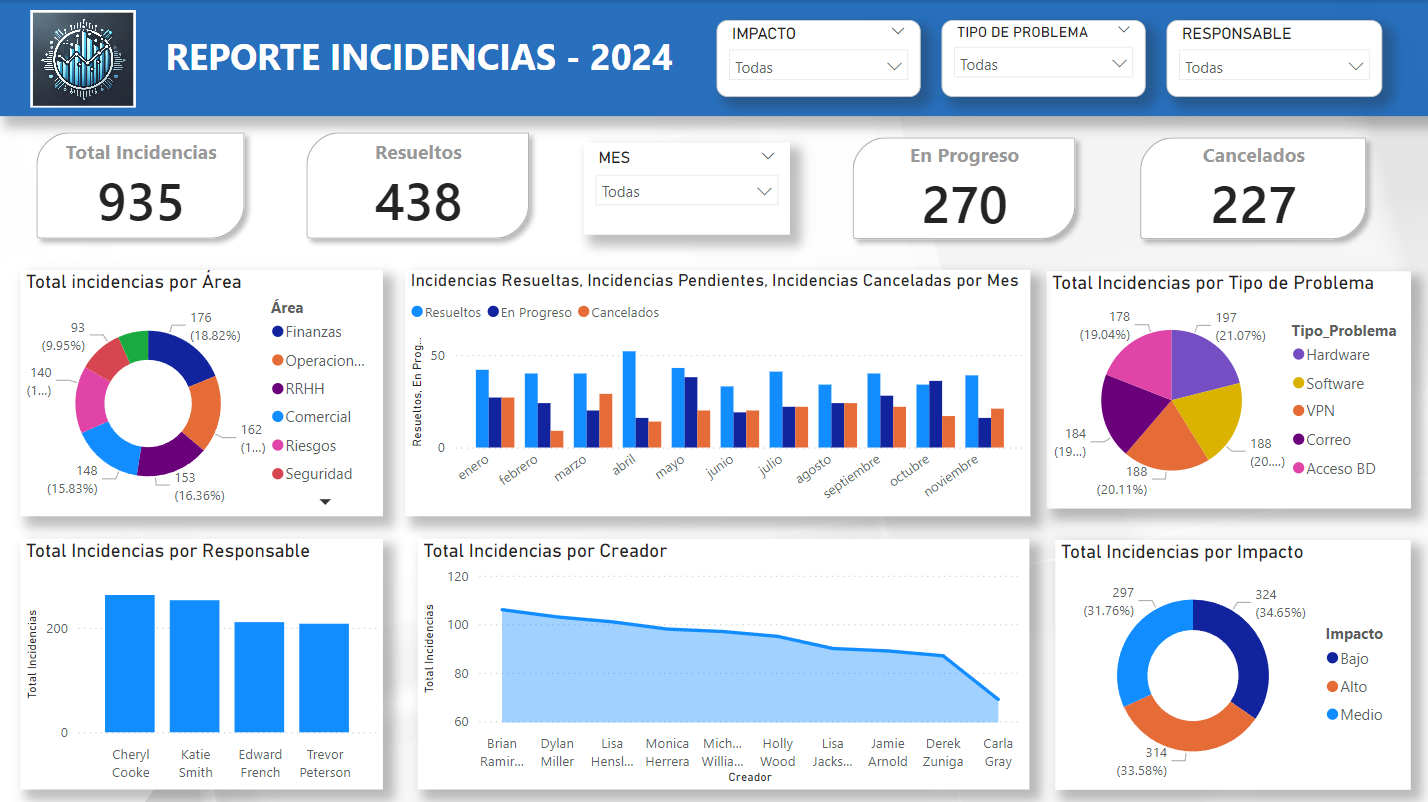 REPORTE INCIDENCIAS - 2024
IMPACTO
Todas
TIPO DE PROBLEMA
Todas
RESPONSABLE
Todas
Total Incidencias
935
Resueltos
438
MES
Todas
En Progreso
270
Cancelados
227
Total incidencias por Área
176
(18.82%)
162
(1...)
153
(16.36%)
148
(15.83%)
140
(1...)
93
(9.95%)
Área
Finanzas
Operacion...
RRHH
Comercial
Riesgos
Seguridad
Incidencias Resueltas, Incidencias Pendientes, Incidencias Canceladas por Mes
Resueltos En Progreso Cancelados
Resueltos, En Prog...
50
0
enero
febrero
marzo
abril
mayo
junio
julio
agosto
septiembre
octubre
noviembre
Total Incidencias por Tipo de Problema
197
(21.07%)
188
(20....)
188
(20.11%)
184
(19...)
178
(19.04%)
Tipo_Problema
Hardware
Software
VPN
Correo
Acceso BD
Total Incidencias por Responsable
Total Incidencias
200
0
Cheryl
Cooke
Katie
Smith
Edward
French
Trevor
Peterson
Total Incidencias por Creador
Total Incidencias
120
100
80
60
Brian
Ramir...
Dylan
Miller
Lisa
Hensl...
Monica
Herrera
Mich...
Willia...
Holly
Wood
Lisa
Jacks...
Jamie
Arnold
Derek
Zuniga
Carla
Gray
Creador
Total Incidencias por Impacto
324
(34.65%)
314
(33.58%)
297
(31.76%)
Impacto
Bajo
Alto
Medio